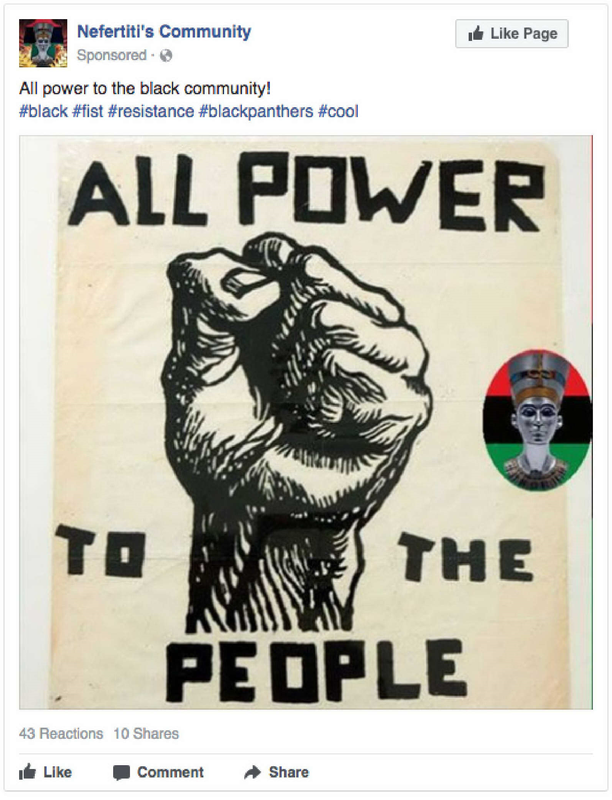 Nefertiti's Community
Like Page
Sponsored ·
All power to the black community!
#black #fist #resistance #blackpanthers #cool
ALL POWER
TO THE
PEOPLE
43 Reactions 10 Shares
Like Comment Share